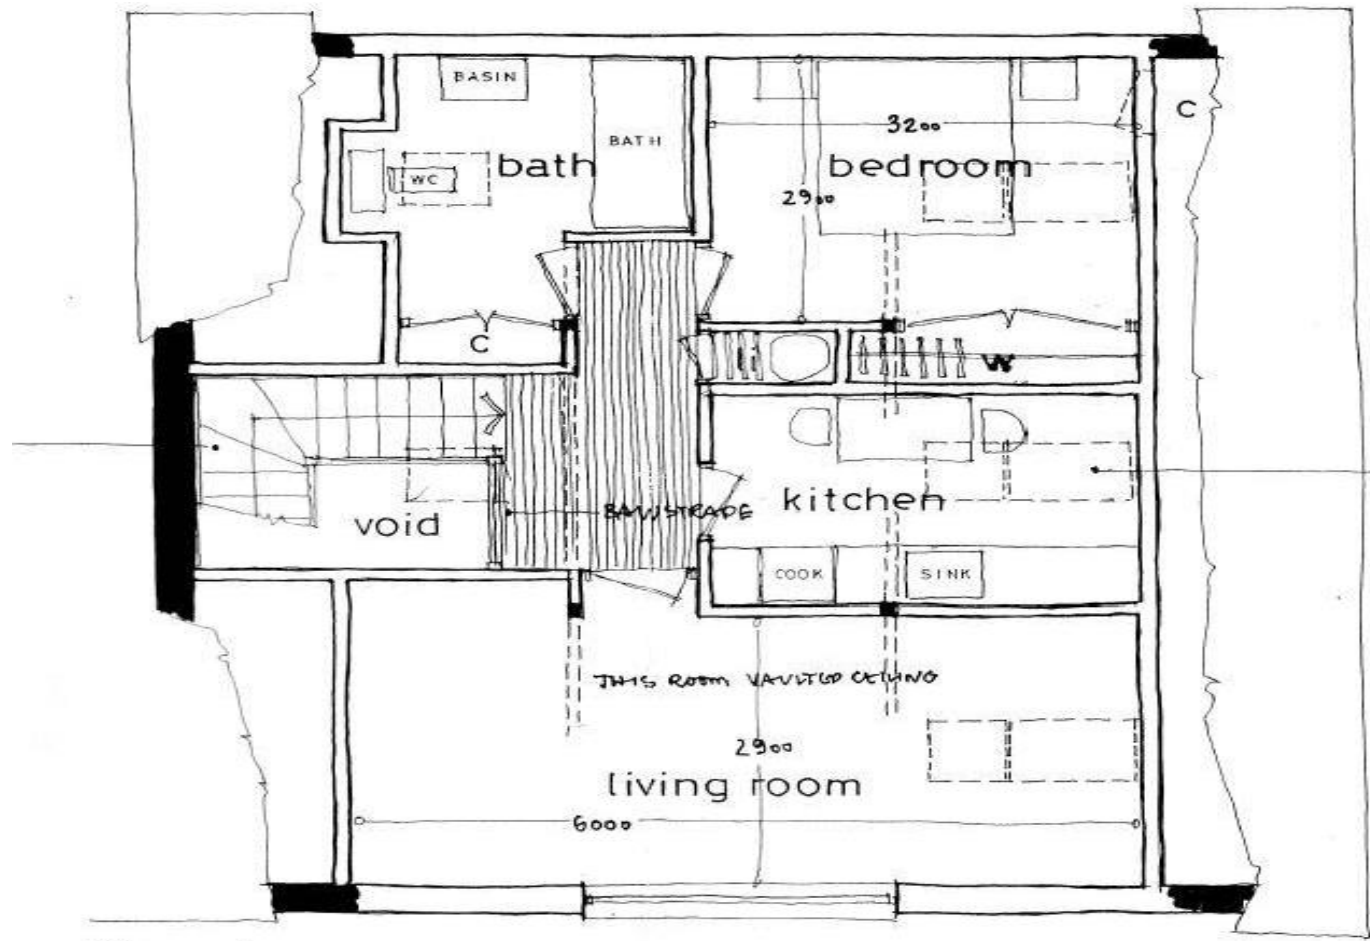 BASIN
BATH
C
3200
bath
bedroom
WC
2900
C
W
kitchen
BALUSTRADE
void
COOK
SINK
THIS ROOM VAULTED CEILING
2900
living room
6000